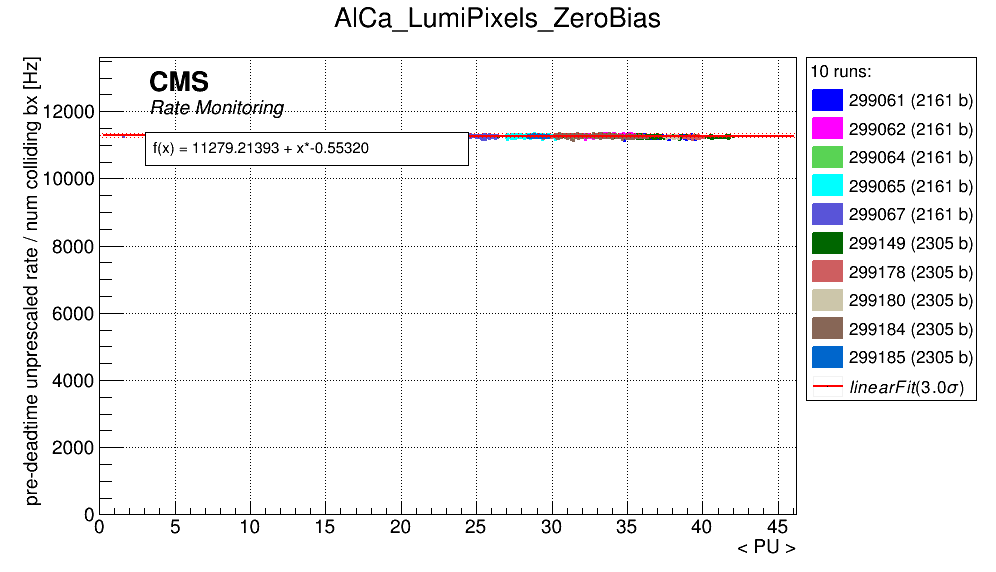 AlCa_LumiPixels_ZeroBias
pre-deadtime unprescaled rate / num colliding bx [Hz]
CMS
Rate Monitoring
f(x) = 11279.21393 + x*-0.55320
12000
10000
8000
6000
4000
2000
0
0 5 10 15 20 25 30 35 40 45
< PU >
10 runs:
299061 (2161 b)
299062 (2161 b)
299064 (2161 b)
299065 (2161 b)
299067 (2161 b)
299149 (2305 b)
299178 (2305 b)
299180 (2305 b)
299184 (2305 b)
299185 (2305 b)
linearFit(3.0σ)